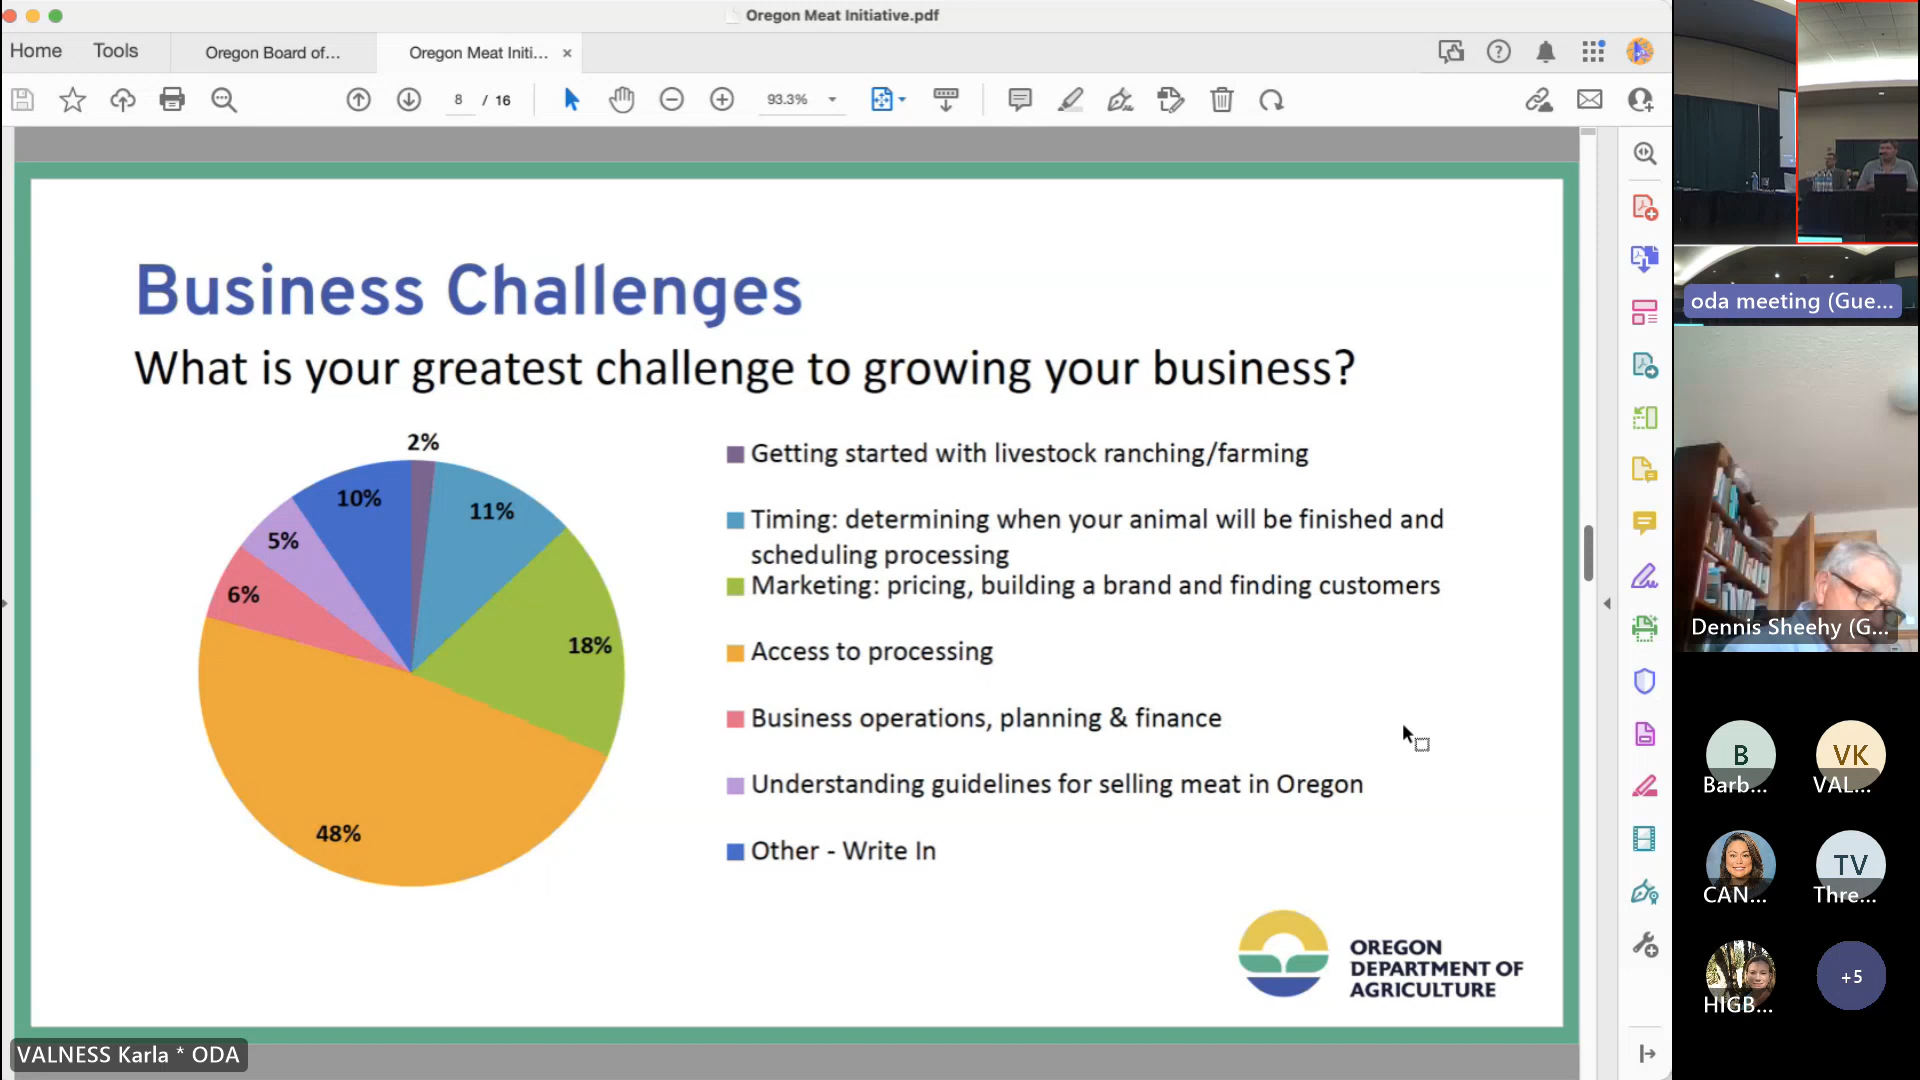 Oregon Meat Initiative.pdf
Home
Tools
Oregon Board of...
Oregon Meat Initi... ×
8 / 16
93.3%
Business Challenges
What is your greatest challenge to growing your business?
2%
11%
18%
48%
6%
5%
10%
Getting started with livestock ranching/farming
Timing: determining when your animal will be finished and
scheduling processing
Marketing: pricing, building a brand and finding customers
Access to processing
Business operations, planning & finance
Understanding guidelines for selling meat in Oregon
Other - Write In
OREGON
DEPARTMENT OF
AGRICULTURE
VALNESS Karla * ODA
oda meeting (Gue...
Dennis Sheehy (G...
B
Barb...
VK
VAL...
CAN...
TV
Thre...
HIGB...
+5